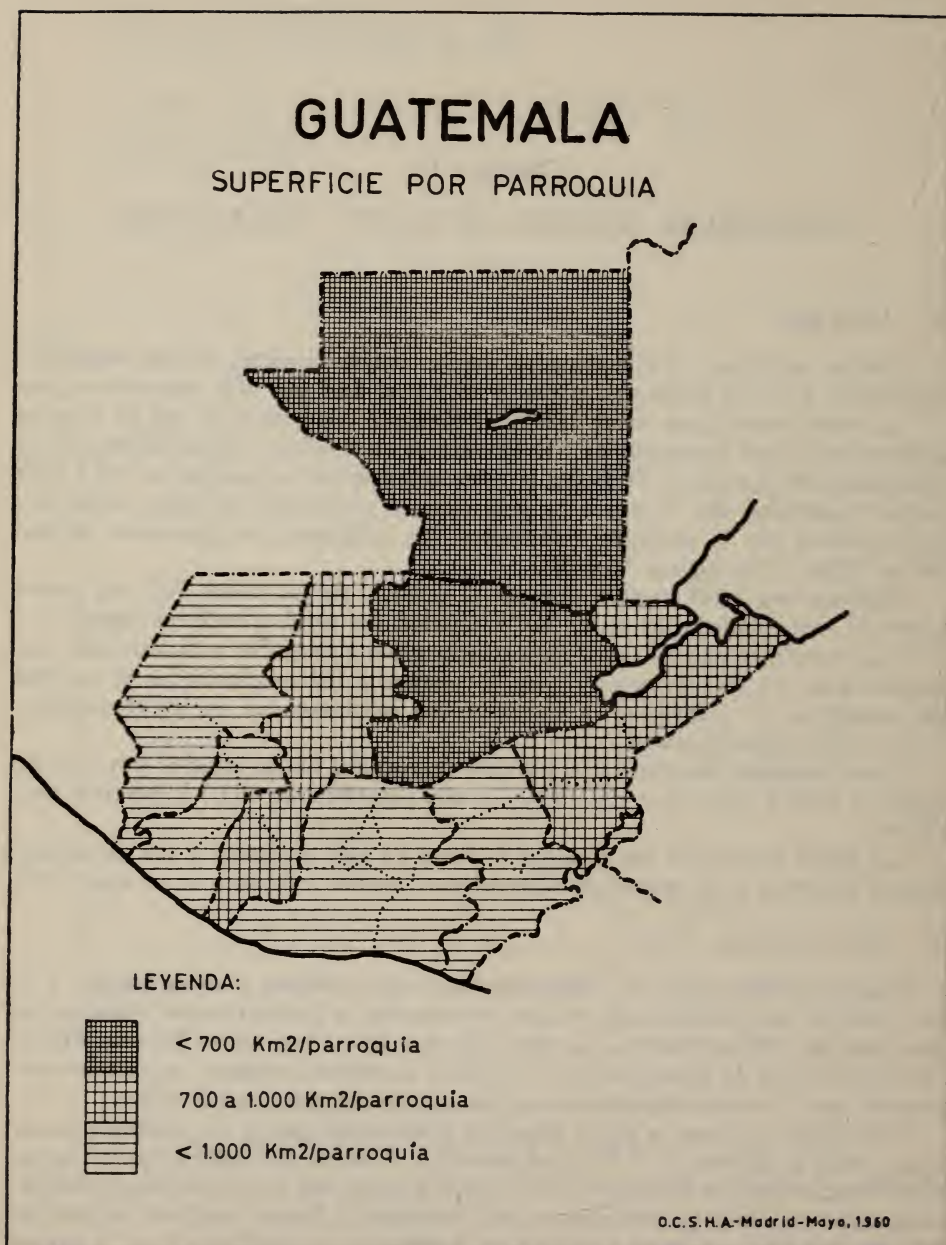 GUATEMALA
SUPERFICIE POR PARROQUIA
LEYENDA:
< 700 Km2/parroquia
700 a 1.000 Km2/parroquia
< 1.000 Km2/parroquia
O.C.S.H.A.-Madrid-Mayo, 1.960